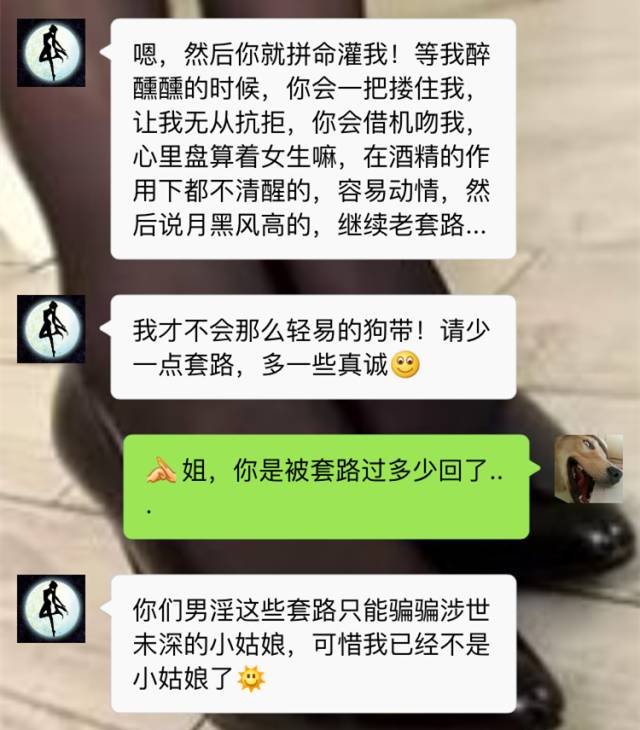 嗯，然后你就拼命灌我！等我醉
醺醺的时候，你会一把搂住我，
让我无从抗拒，你会借机吻我，
心里盘算着女生嘛，在酒精的作
用下都不清醒的，容易动情，然
后说月黑风高的，继续老套路...
我才不会那么轻易的狗带！请少
一点套路，多一些真诚
姐，你是被套路过多少回了..
.
你们男淫这些套路只能骗骗涉世
未深的小姑娘，可惜我已经不是
小姑娘了